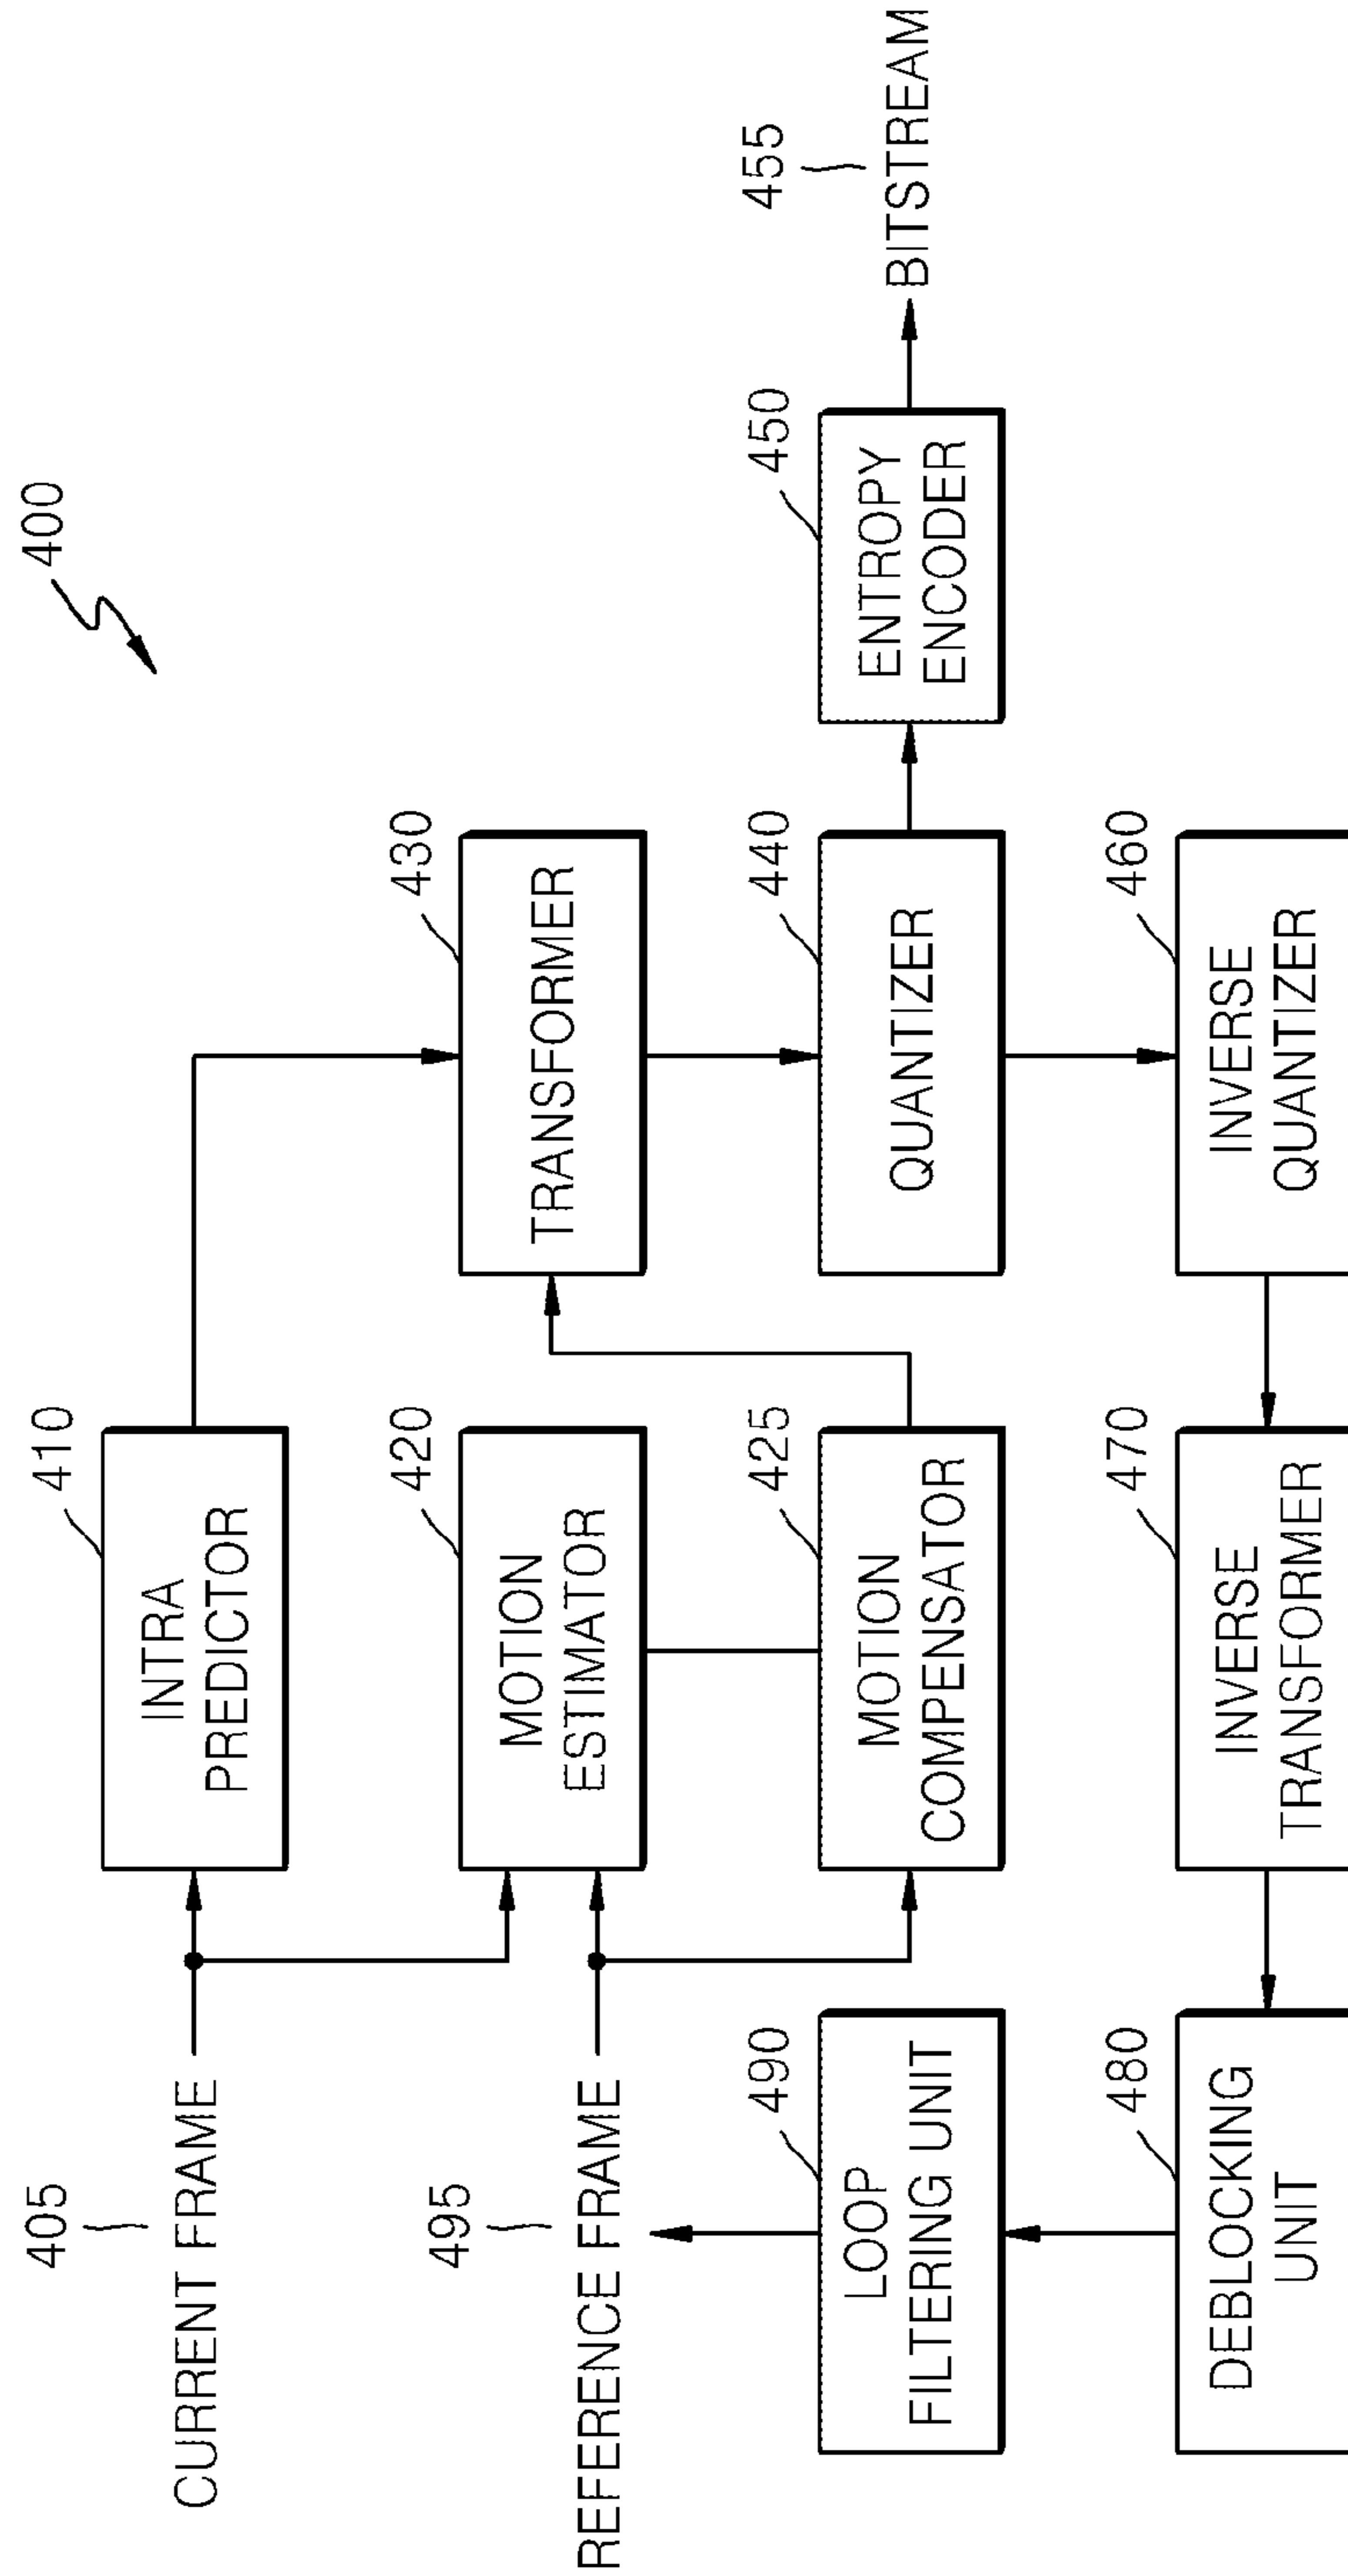 400
405
CURRENT FRAME
410
INTRA
PREDICTOR
495
REFERENCE FRAME
420
MOTION
ESTIMATOR
430
TRANSFORMER
490
LOOP
FILTERING UNIT
425
MOTION
COMPENSATOR
440
QUANTIZER
450
ENTROPY
ENCODER
455
BITSTREAM
480
DEBLOCKING
UNIT
470
INVERSE
TRANSFORMER
460
INVERSE
QUANTIZER